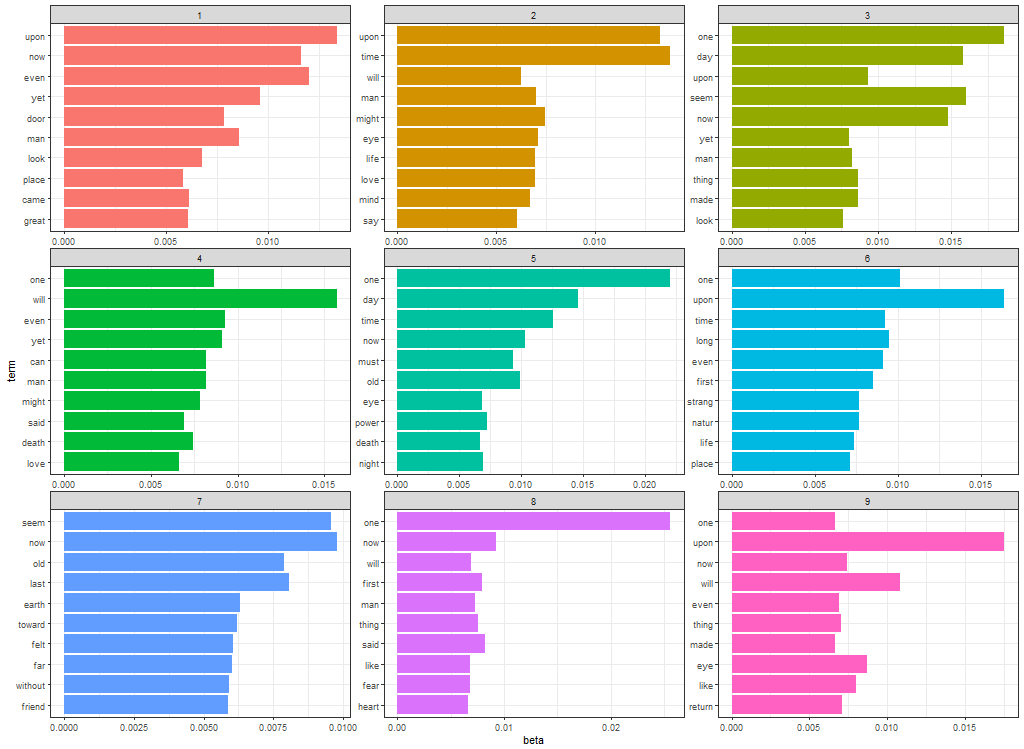 1
upon
now
even
yet
door
man
look
place
came
great
0.000 0.005 0.010
2
upon
time
will
man
might
eye
life
love
mind
say
0.000 0.005 0.010
3
one
day
upon
seem
now
yet
man
thing
made
look
0.000 0.005 0.010 0.015
4
one
will
even
yet
can
man
might
said
death
love
0.000 0.005 0.010 0.015
5
one
day
time
now
must
old
eye
power
death
night
0.000 0.005 0.010 0.015 0.020
6
one
upon
time
long
even
first
strang
natur
life
place
0.000 0.005 0.010 0.015
7
seem
now
old
last
earth
toward
felt
far
without
friend
0.0000 0.0025 0.0050 0.0075 0.0100
8
one
now
will
first
man
thing
said
like
fear
heart
0.00 0.01 0.02
9
one
upon
now
will
even
thing
made
eye
like
return
0.000 0.005 0.010 0.015
term
beta